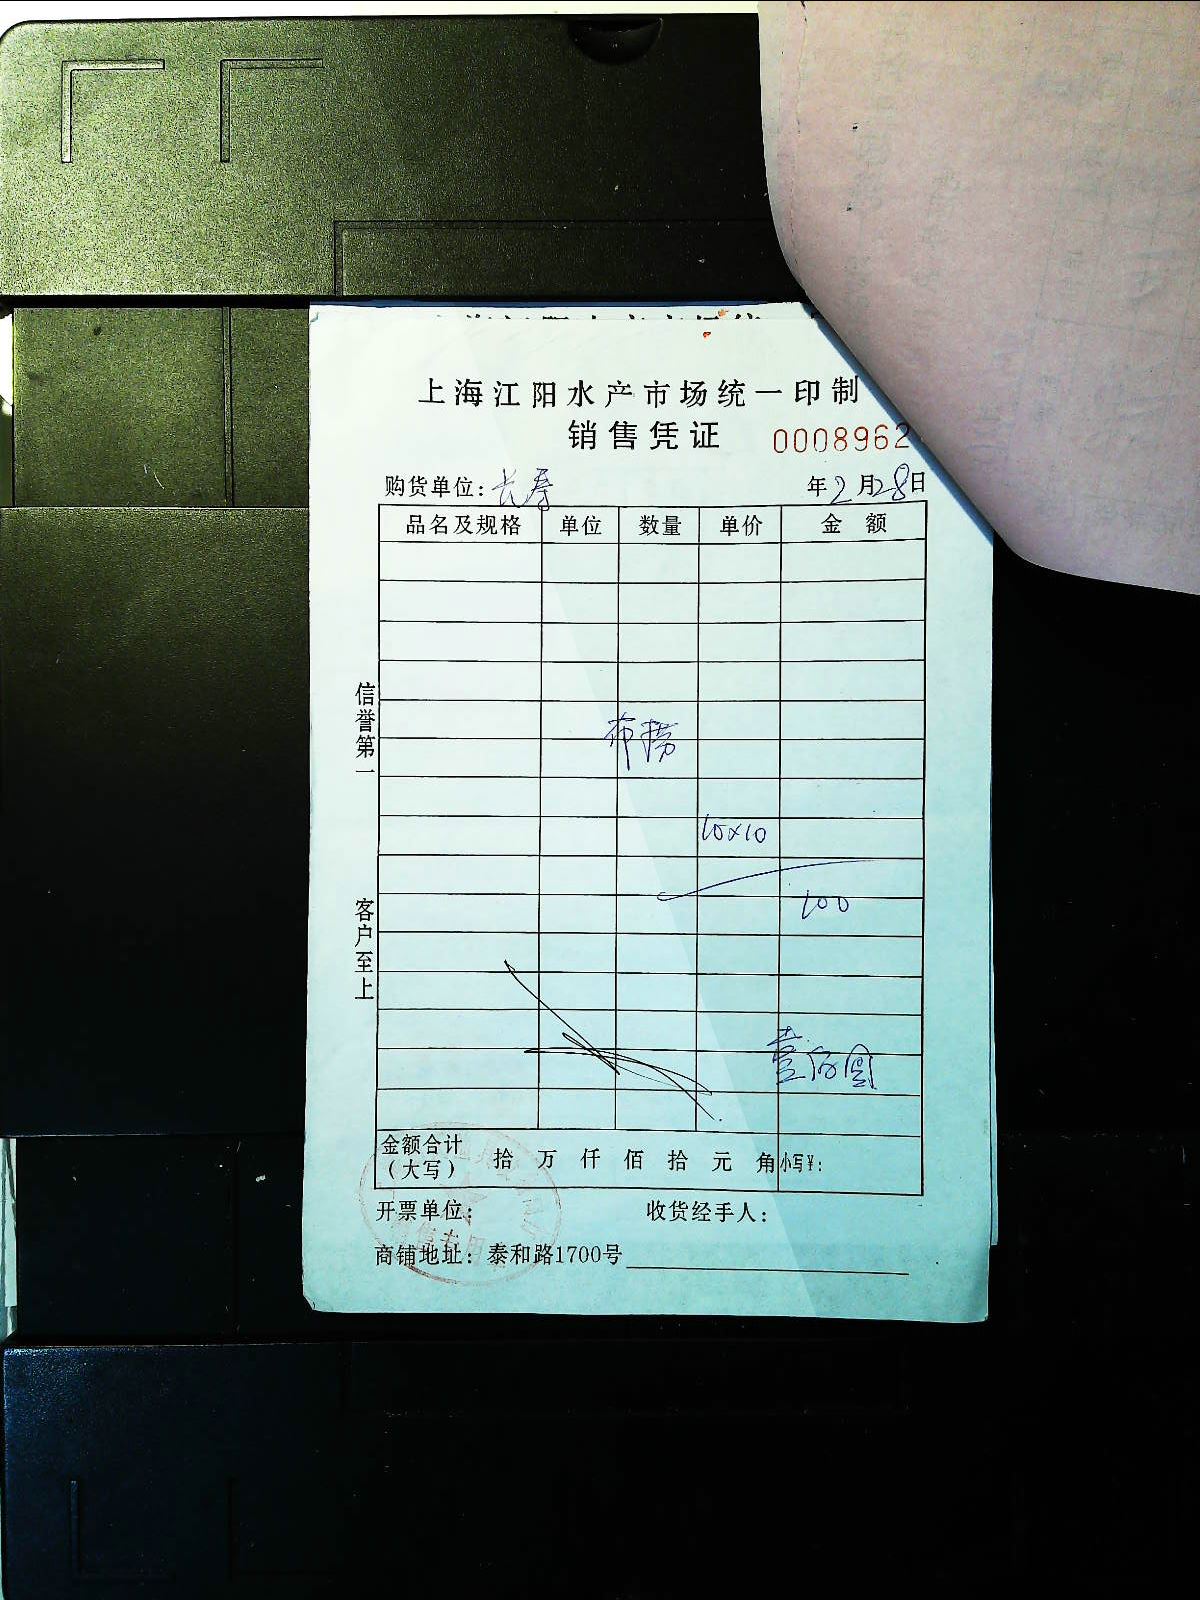 上海江阳水产市场统一印制
销售凭证
0008962
购货单位：长寿 年2月28日
品名及规格 单位 数量 单价 金额
信誉第一
10×10
客户至上
100
壹佰圆
金额合计（大写） 拾 万 仟 佰 拾 元 角 小写¥：
开票单位： 收货经手人：
商铺地址：泰和路1700号